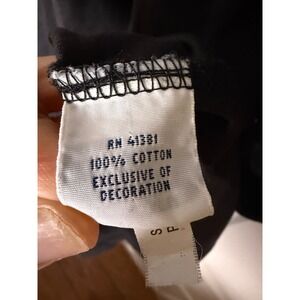 RN 41381
100% COTTON
EXCLUSIVE OF
DECORATION
S